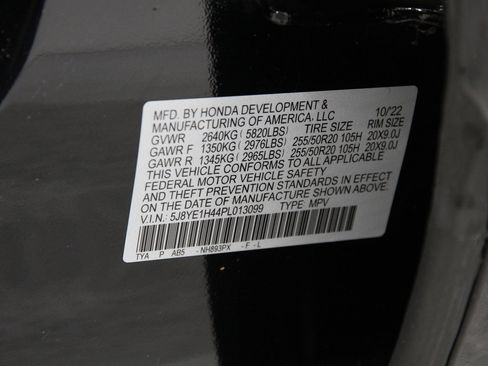 MFD. BY HONDA DEVELOPMENT & 10/22
MANUFACTURING OF AMERICA, LLC
GVWR 2640KG ( 5820LBS) TIRE SIZE RIM SIZE
GAWR F 1350KG ( 2976LBS) 255/50R20 105H 20X9.0J
GAWR R 1345KG ( 2965LBS) 255/50R20 105H 20X9.0J
THIS VEHICLE CONFORMS TO ALL APPLICABLE
FEDERAL MOTOR VEHICLE SAFETY
AND THEFT PREVENTION STANDARDS IN EFFECT
ON THE DATE OF MANUFACTURE SHOWN ABOVE.
V.I.N.: 5J8YE1H44PL013099 TYPE: MPV
TYA P AB5 - NH893PX - F - L